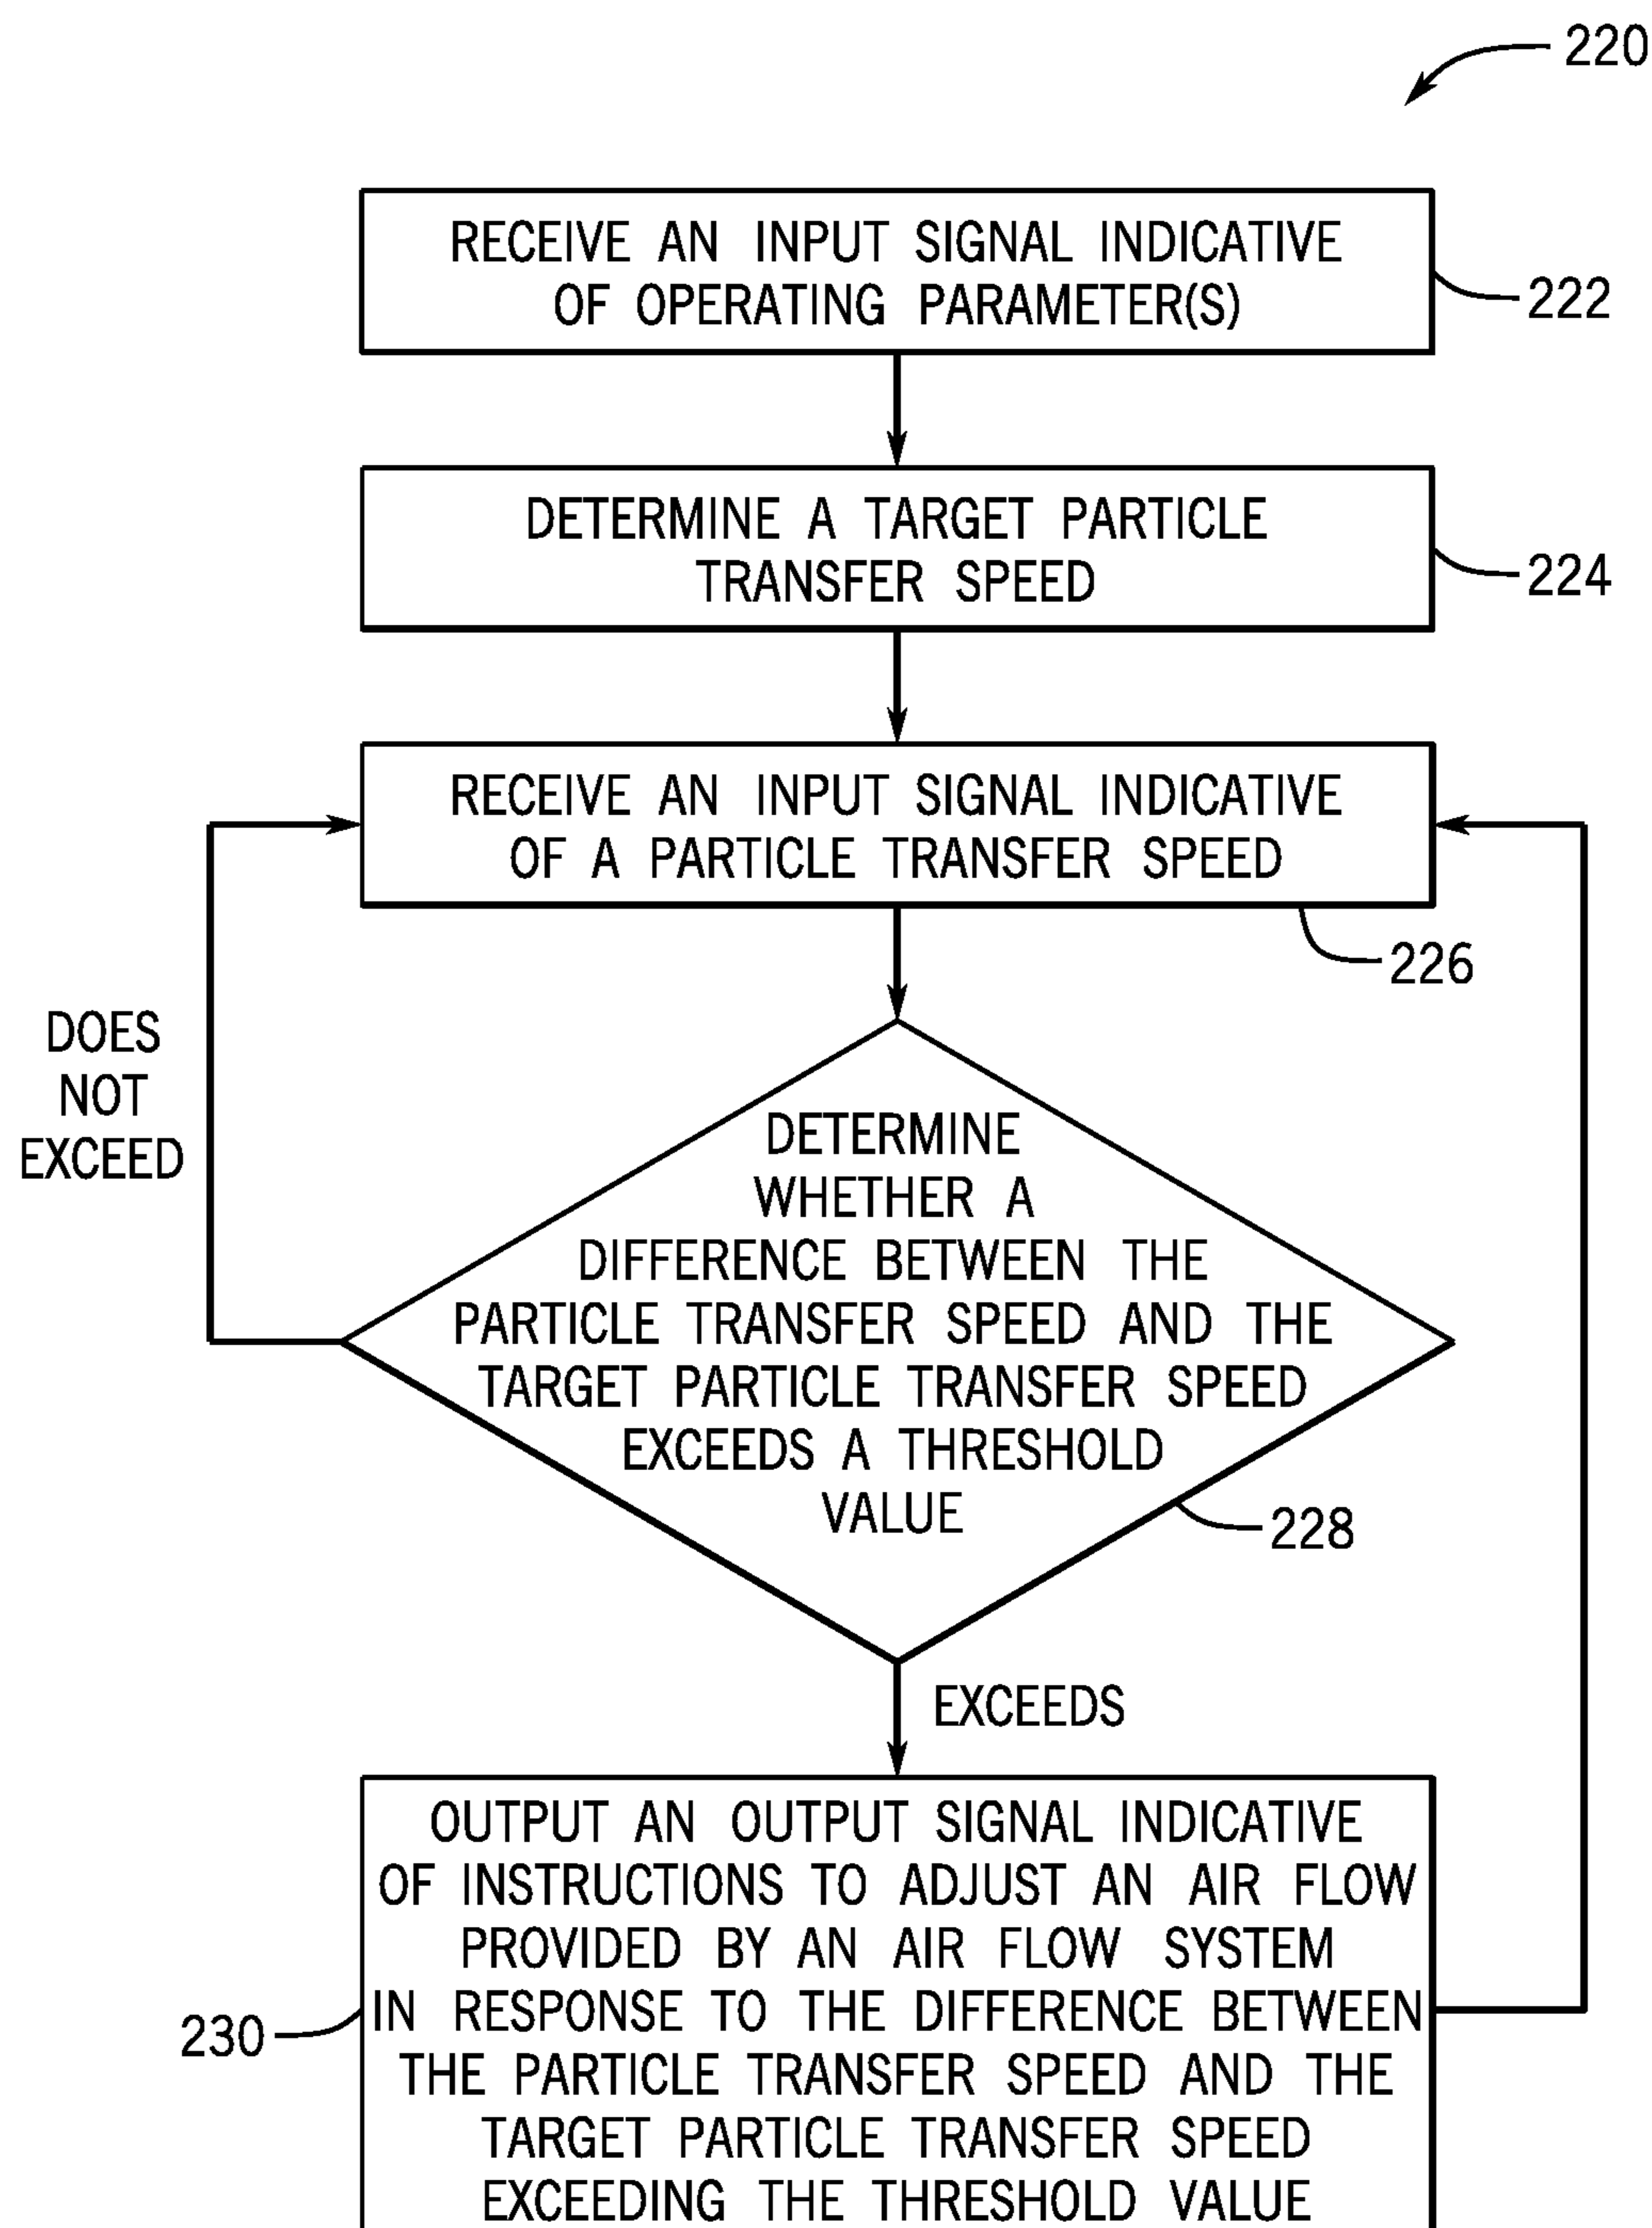 220
RECEIVE AN INPUT SIGNAL INDICATIVE
OF OPERATING PARAMETER(S)
222
DETERMINE A TARGET PARTICLE
TRANSFER SPEED
224
RECEIVE AN INPUT SIGNAL INDICATIVE
OF A PARTICLE TRANSFER SPEED
226
DOES
NOT
EXCEED
DETERMINE
WHETHER A
DIFFERENCE BETWEEN THE
PARTICLE TRANSFER SPEED AND THE
TARGET PARTICLE TRANSFER SPEED
EXCEEDS A THRESHOLD
VALUE
228
EXCEEDS
OUTPUT AN OUTPUT SIGNAL INDICATIVE
OF INSTRUCTIONS TO ADJUST AN AIR FLOW
PROVIDED BY AN AIR FLOW SYSTEM
IN RESPONSE TO THE DIFFERENCE BETWEEN
THE PARTICLE TRANSFER SPEED AND THE
TARGET PARTICLE TRANSFER SPEED
EXCEEDING THE THRESHOLD VALUE
230